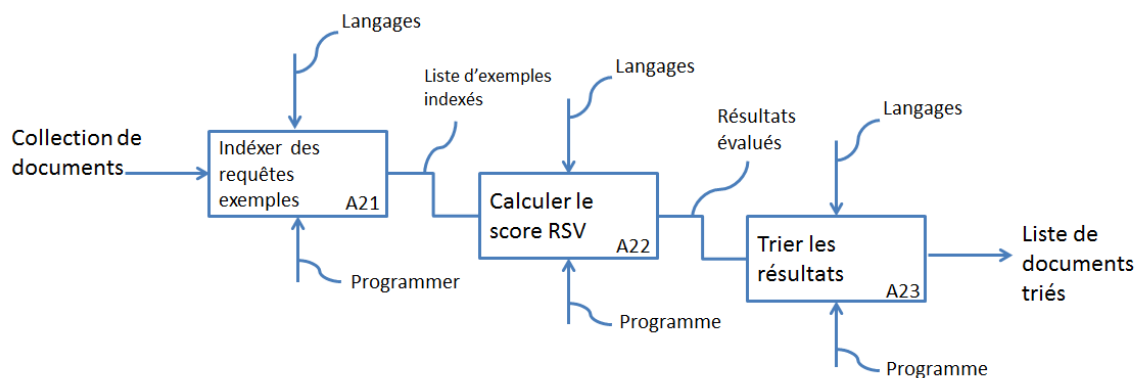 Langages
Liste d'exemples
indexés
Langages
Collection de
documents
Indéxer des
requêtes
exemples
A21
Résultats
évalués
Langages
Calculer le
score RSV
A22
Trier les
résultats
A23
Liste de
documents
triés
Programmer
Programme
Programme